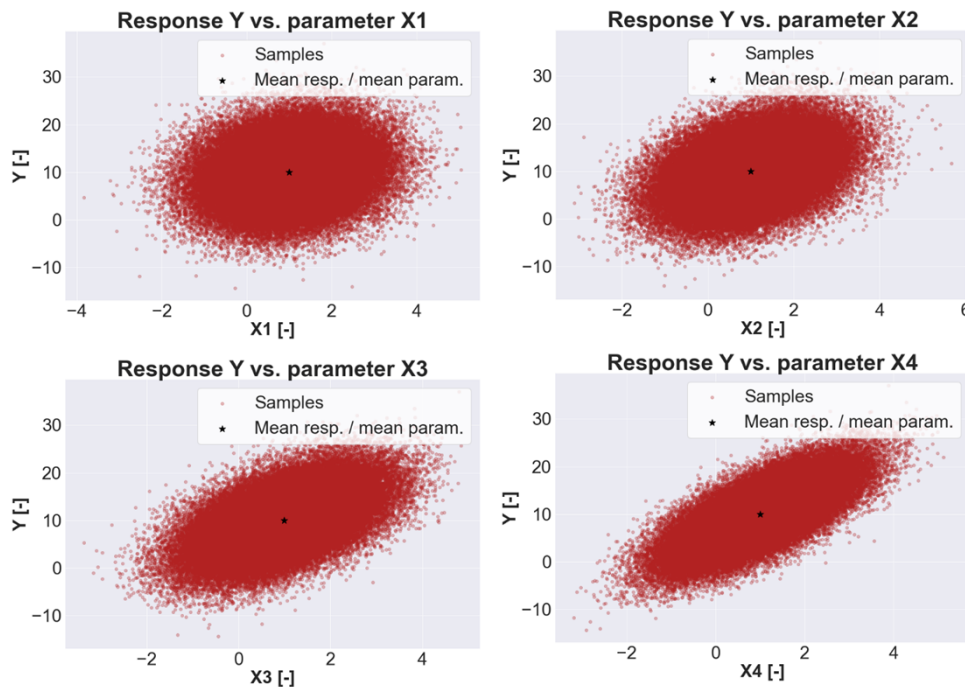 Response Y vs. parameter X1
Samples
Mean resp. / mean param.
Y [-]
30
20
10
0
−10
−4
−2
0
2
4
X1 [-]
Response Y vs. parameter X2
Samples
Mean resp. / mean param.
Y [-]
30
20
10
0
−10
−2
0
2
4
6
X2 [-]
Response Y vs. parameter X3
Samples
Mean resp. / mean param.
Y [-]
30
20
10
0
−10
−2
0
2
4
X3 [-]
Response Y vs. parameter X4
Samples
Mean resp. / mean param.
Y [-]
30
20
10
0
−10
−2
0
2
4
X4 [-]